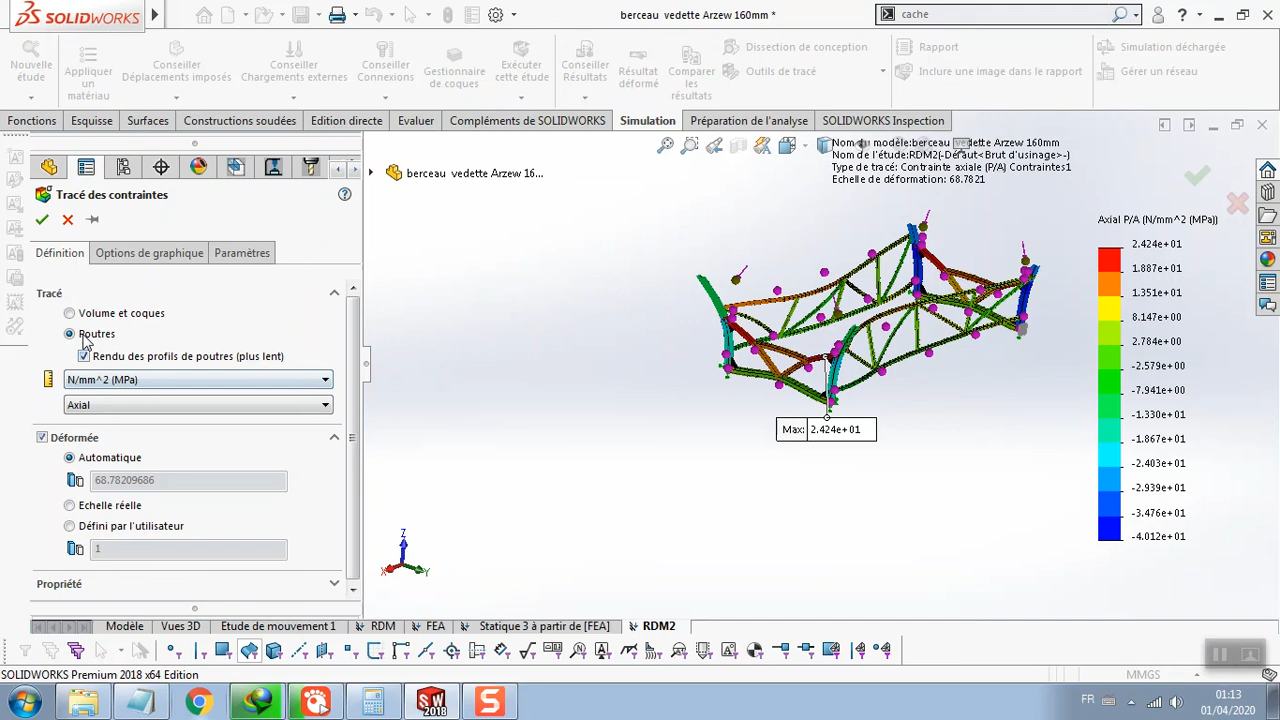 SOLIDWORKS
berceau vedette Arzew 160mm *
cache
Nouvelle étude
Appliquer un matériau
Conseiller Déplacements imposés
Conseiller Chargements externes
Conseiller Connexions
Gestionnaire de coques
Exécuter cette étude
Conseiller Résultats
Résultat déformé
Comparer les résultats
Dissection de conception
Outils de tracé
Rapport
Inclure une image dans le rapport
Simulation déchargée
Gérer un réseau
Fonctions
Esquisse
Surfaces
Constructions soudées
Edition directe
Evaluer
Compléments de SOLIDWORKS
Simulation
Préparation de l'analyse
SOLIDWORKS Inspection
Tracé des contraintes
Définition
Options de graphique
Paramètres
Tracé
Volume et coques
Poutres
Rendu des profils de poutres (plus lent)
N/mm^2 (MPa)
Axial
Déformée
Automatique
68.78209686
Echelle réelle
Défini par l'utilisateur
1
Propriété
berceau vedette Arzew 16...
Nom du modèle:berceau vedette Arzew 160mm
Nom de l'étude:RDM2(-Défaut<Brut d'usinage>-)
Type de tracé: Contrainte axiale (P/A) Contraintes1
Echelle de déformation: 68.7821
Max: 2.424e+01
Axial P/A (N/mm^2 (MPa))
2.424e+01
1.887e+01
1.351e+01
8.147e+00
2.784e+00
-2.579e+00
-7.941e+00
-1.330e+01
-1.867e+01
-2.403e+01
-2.939e+01
-3.476e+01
-4.012e+01
Z
X
Y
Modèle
Vues 3D
Etude de mouvement 1
RDM
FEA
Statique 3 à partir de [FEA]
RDM2
SOLIDWORKS Premium 2018 x64 Edition
MMGS
SW 2018
FR
01:13
01/04/2020